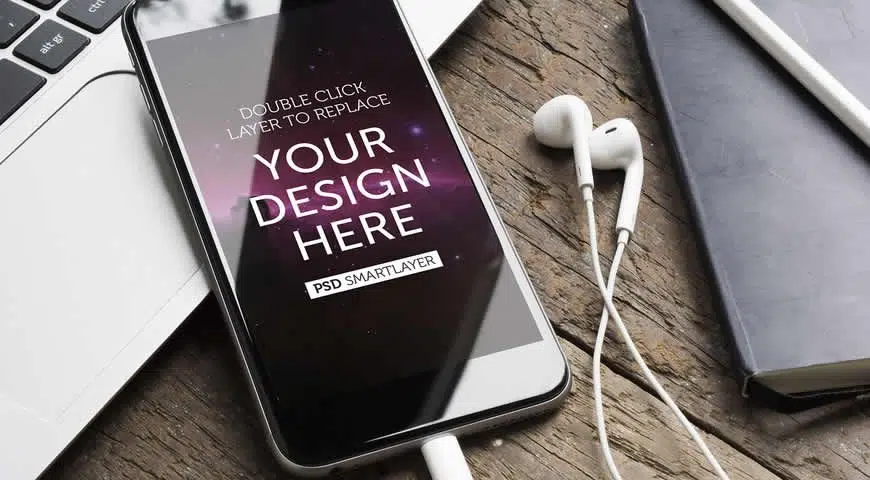 ctrl
alt gr
DOUBLE CLICK
LAYER TO REPLACE
YOUR
DESIGN
HERE
PSD SMARTLAYER